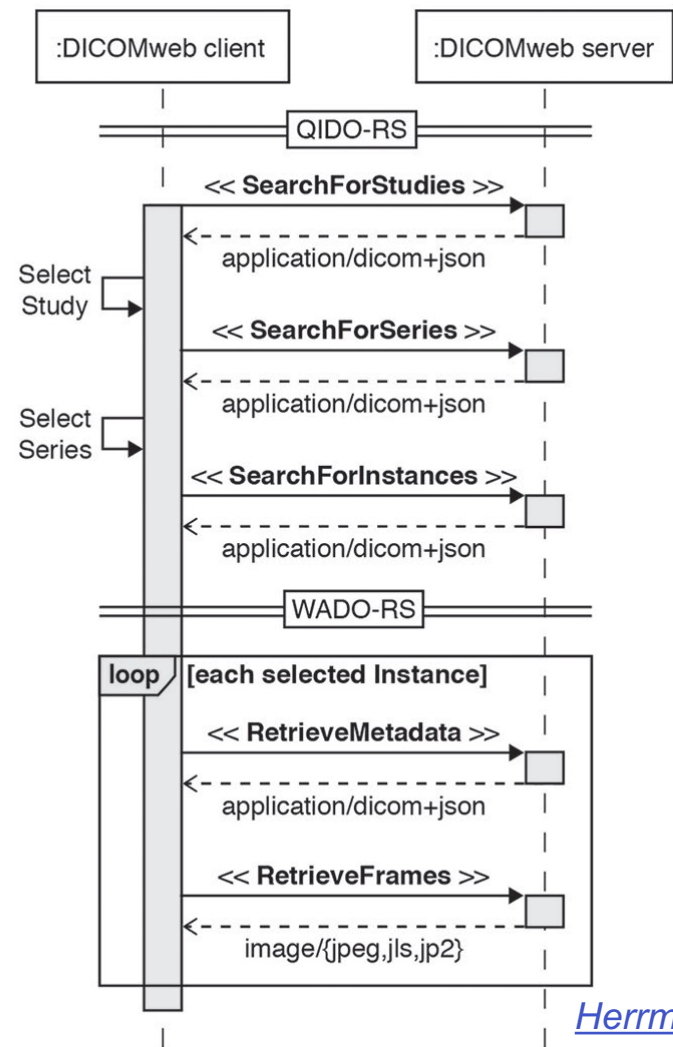 :DICOMweb client
:DICOMweb server
QIDO-RS
<< SearchForStudies >>
application/dicom+json
Select
Study
<< SearchForSeries >>
application/dicom+json
Select
Series
<< SearchForInstances >>
application/dicom+json
WADO-RS
loop [each selected Instance]
<< RetrieveMetadata >>
application/dicom+json
<< RetrieveFrames >>
image/{jpeg,jls,jp2}
Herrm